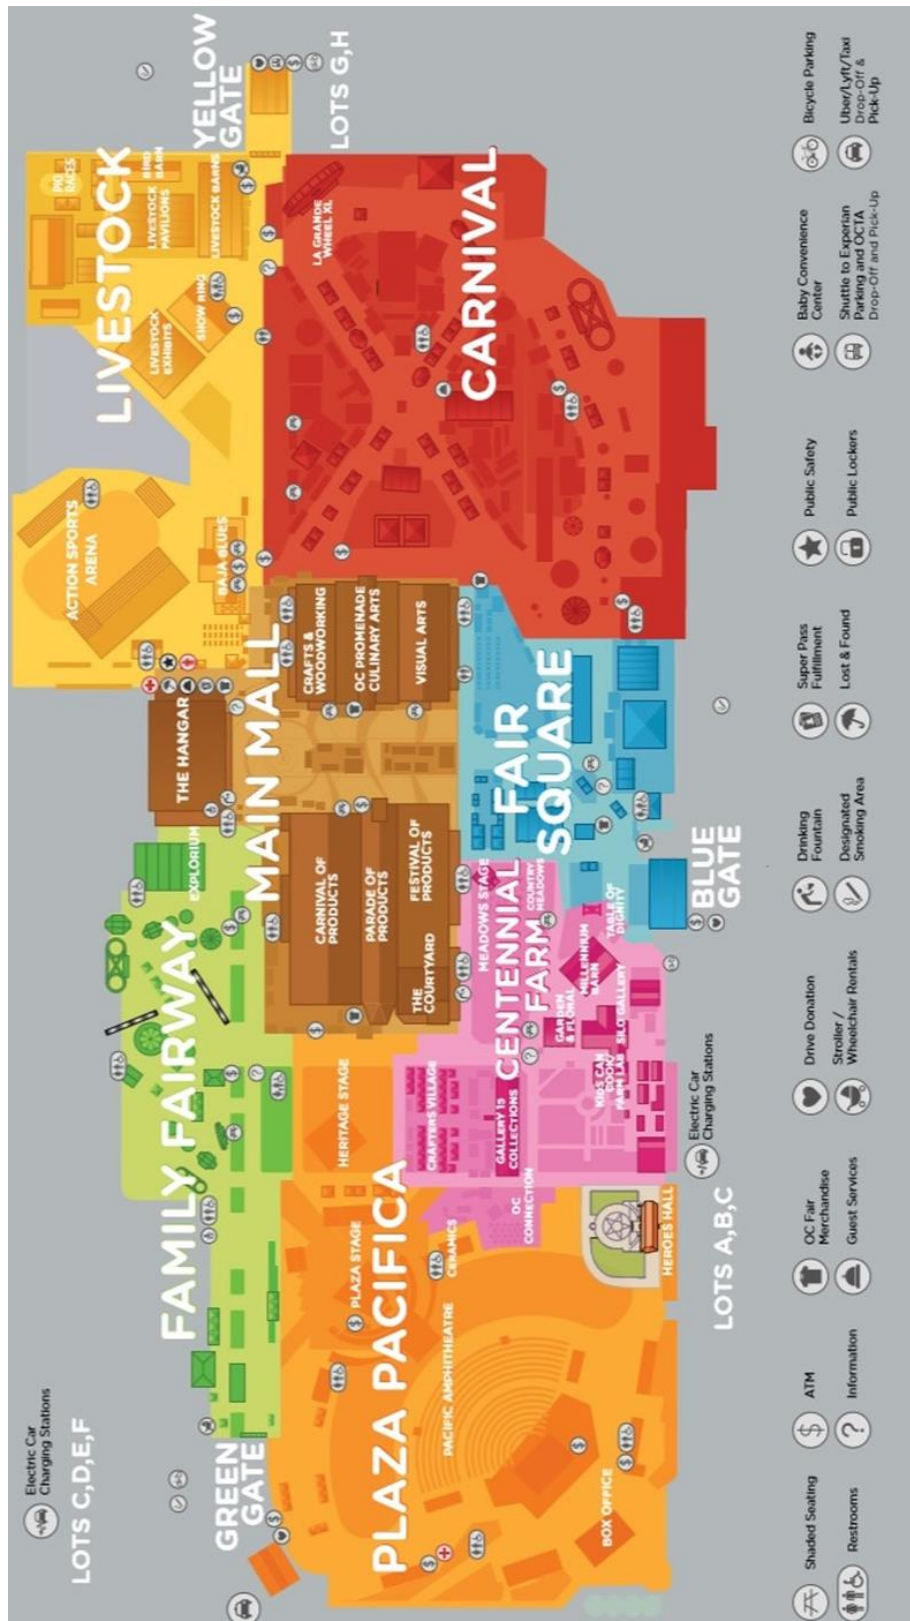 Electric Car
Charging Stations
LOTS C,D,E,F
GREEN
GATE
FAMILY FAIRWAY
EXPLORIUM
THE HANGAR
MAIN MALL
ACTION SPORTS
ARENA
BAJA BLUES
LIVESTOCK
LIVESTOCK
EXHIBITS
SHOW RING
PIG
RACES
BIRD
BARN
LIVESTOCK
PAVILIONS
LIVESTOCK BARNS
YELLOW
GATE
LOTS G,H
PLAZA PACIFICA
PLAZA STAGE
HERITAGE STAGE
PACIFIC AMPHITHEATRE
CERAMICS
BOX OFFICE
HEROES HALL
CARNIVAL OF
PRODUCTS
PARADE OF
PRODUCTS
FESTIVAL OF
PRODUCTS
THE
COURTYARD
CRAFTS &
WOODWORKING
OC PROMENADE
CULINARY ARTS
VISUAL ARTS
LA GRANDE
WHEEL XL
CARNIVAL
CRAFTERS VILLAGE
GALLERY IS
COLLECTIONS
OC
CONNECTION
CENTENNIAL
FARM
MEADOWS STAGE
COUNTRY
MEADOWS
GARDEN
& FLORAL
MILLENNIUM
BARN
TABLE OF
DIGNITY
KIDS CAN
COOK/
FARM LAB
SILO GALLERY
FAIR
SQUARE
LOTS A,B,C
Electric Car
Charging Stations
BLUE
GATE
Shaded Seating
ATM
OC Fair
Merchandise
Drive Donation
Drinking
Fountain
Super Pass
Fulfillment
Public Safety
Baby Convenience
Center
Bicycle Parking
Restrooms
Information
Guest Services
Stroller /
Wheelchair Rentals
Designated
Smoking Area
Lost & Found
Public Lockers
Shuttle to Experian
Parking and OCTA
Drop-Off and Pick-Up
Uber/Lyft/Taxi
Drop-Off &
Pick-Up